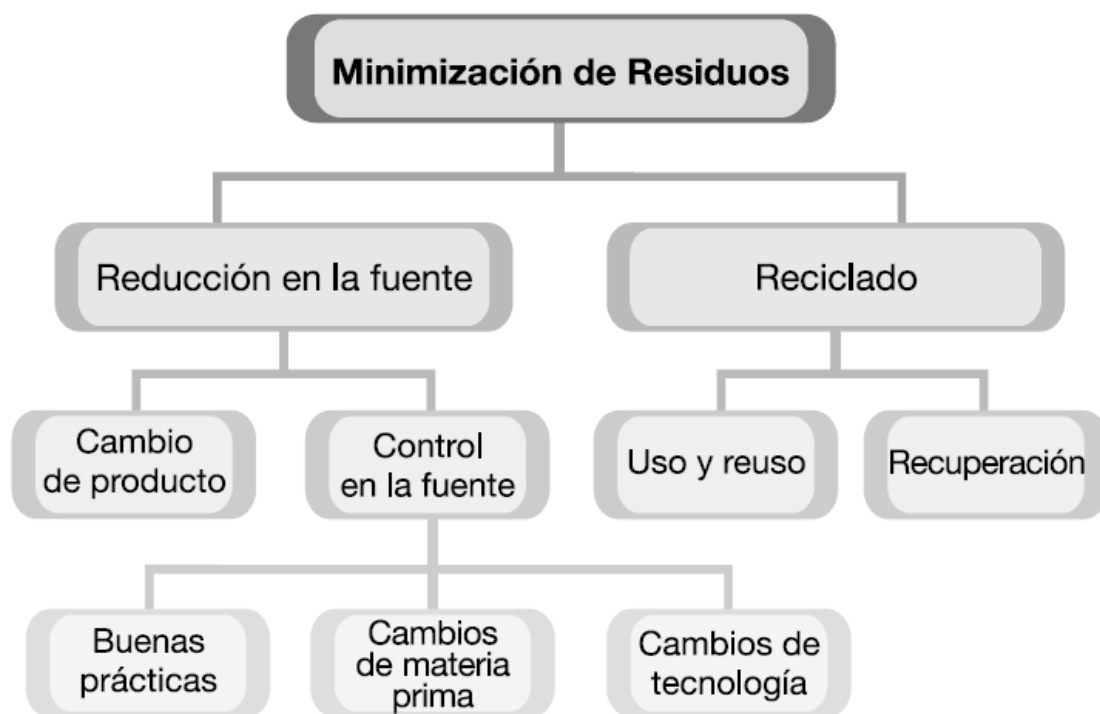 Minimización de Residuos
Reducción en la fuente
Reciclado
Cambio
de producto
Control
en la fuente
Uso y reuso
Recuperación
Buenas
prácticas
Cambios
de materia
prima
Cambios de
tecnología